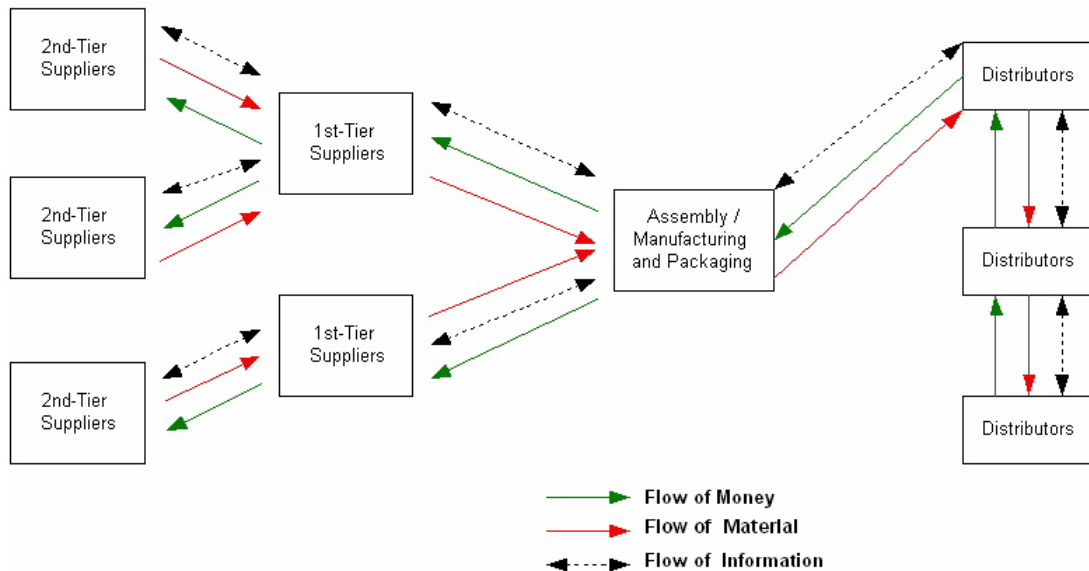 2nd-Tier
Suppliers
1st-Tier
Suppliers
2nd-Tier
Suppliers
1st-Tier
Suppliers
2nd-Tier
Suppliers
Assembly /
Manufacturing
and Packaging
Distributors
Distributors
Distributors
Flow of Money
Flow of Material
Flow of Information